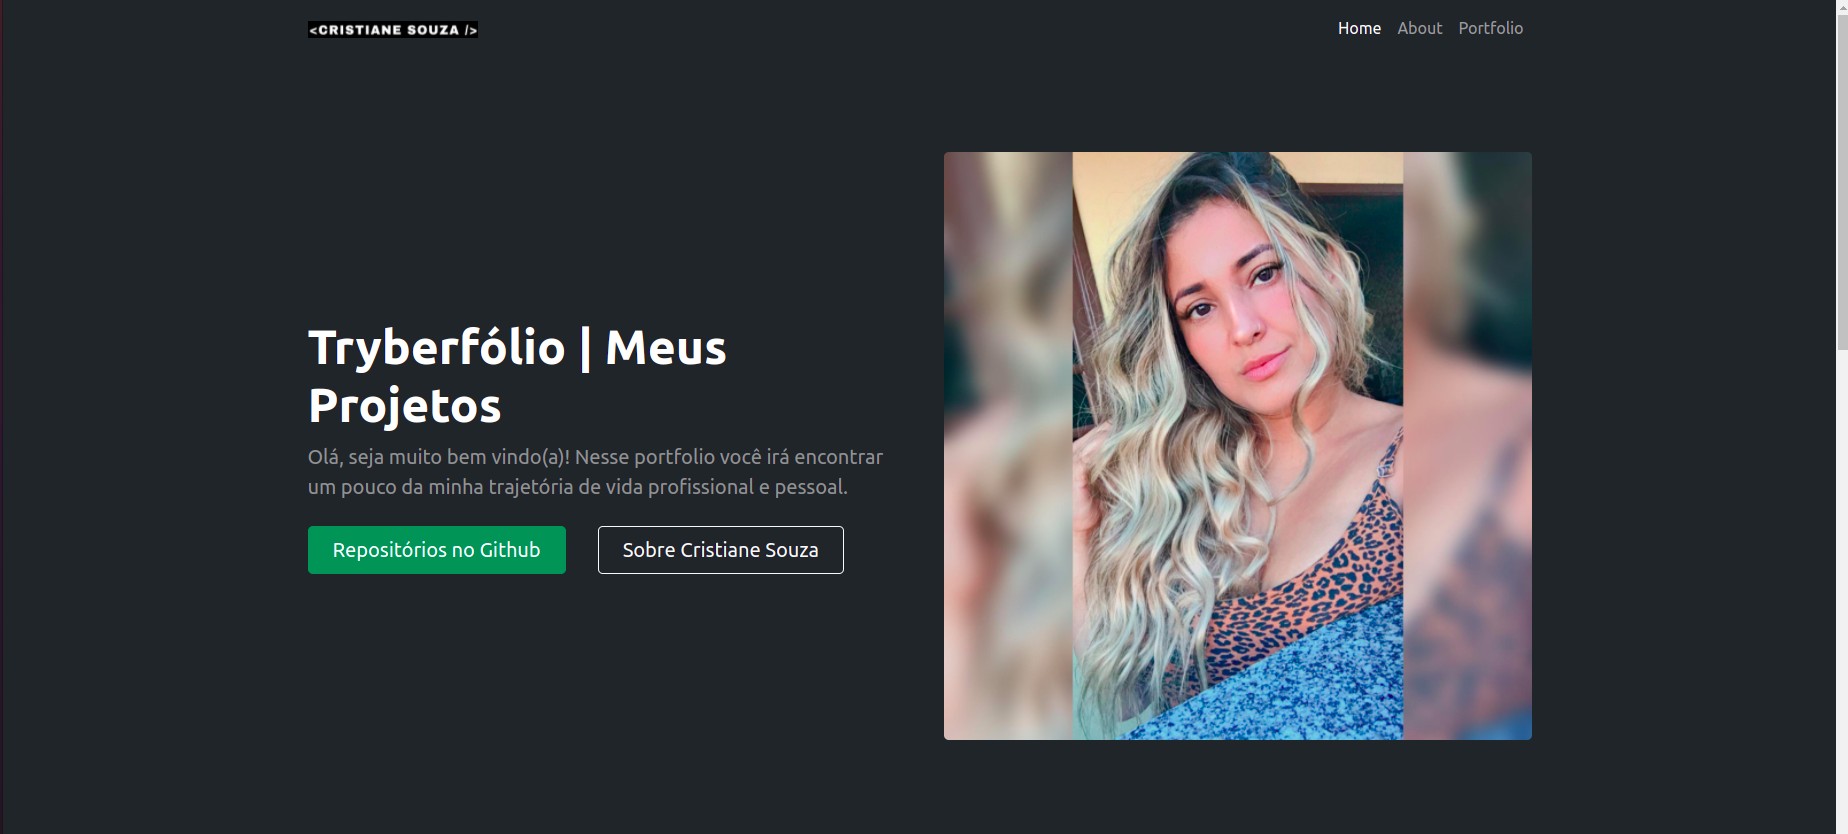 <CRISTIANE SOUZA />
Home About Portfolio
Tryberfólio | Meus
Projetos
Olá, seja muito bem vindo(a)! Nesse portfolio você irá encontrar
um pouco da minha trajetória de vida profissional e pessoal.
Repositórios no Github
Sobre Cristiane Souza